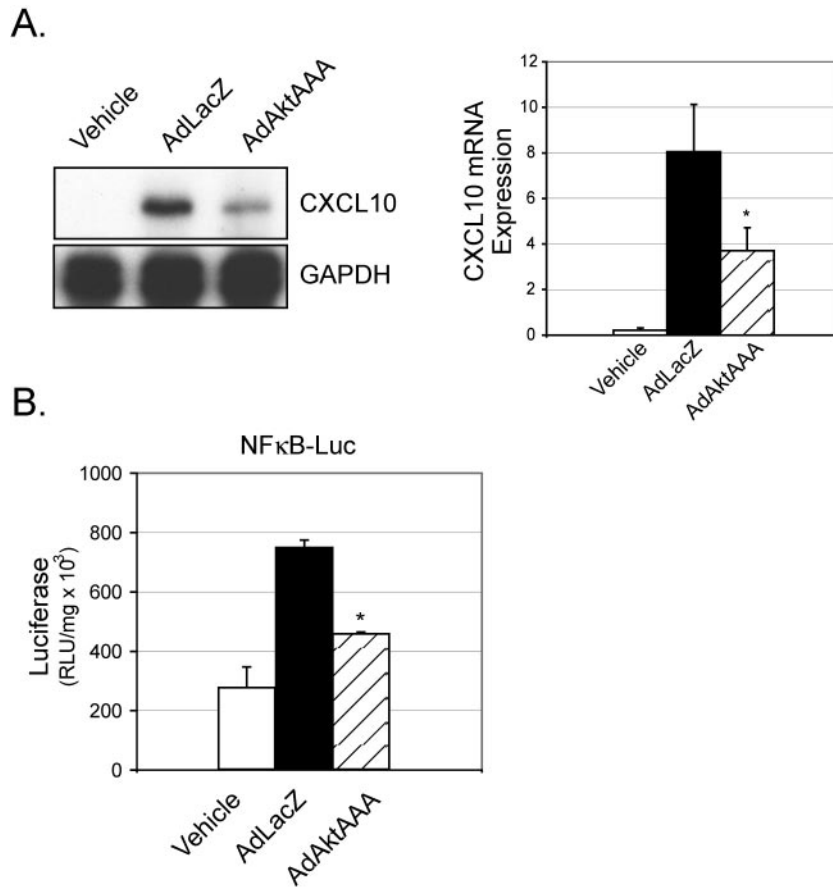 A.
Vehicle
AdLacZ
AdAktAAA
CXCL10
GAPDH
CXCL10 mRNA
Expression
12
10
8
6
4
2
0
*
Vehicle
AdLacZ
AdAktAAA
B.
NFκB-Luc
Luciferase
(RLU/mg x 10³)
1000
800
600
400
200
0
*
Vehicle
AdLacZ
AdAktAAA